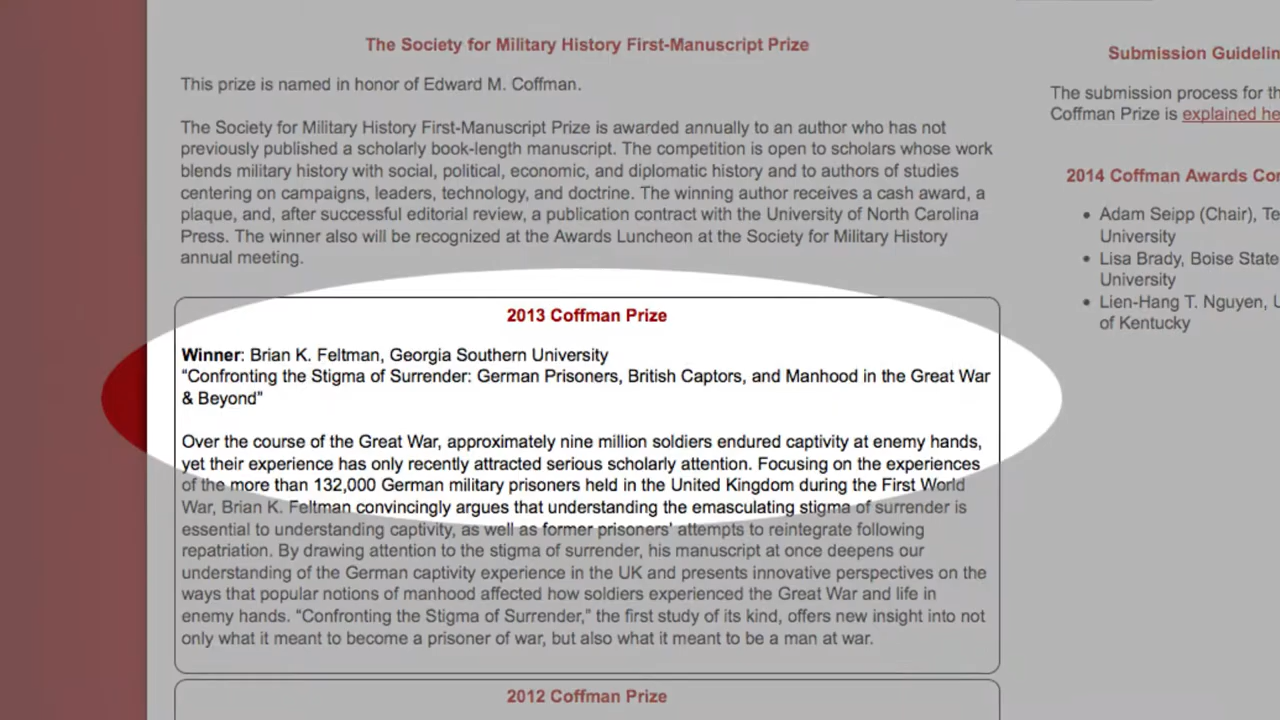 The Society for Military History First-Manuscript Prize
This prize is named in honor of Edward M. Coffman.
The Society for Military History First-Manuscript Prize is awarded annually to an author who has not
previously published a scholarly book-length manuscript. The competition is open to scholars whose work
blends military history with social, political, economic, and diplomatic history and to authors of studies
centering on campaigns, leaders, technology, and doctrine. The winning author receives a cash award, a
plaque, and, after successful editorial review, a publication contract with the University of North Carolina
Press. The winner also will be recognized at the Awards Luncheon at the Society for Military History
annual meeting.
2013 Coffman Prize
Winner: Brian K. Feltman, Georgia Southern University
“Confronting the Stigma of Surrender: German Prisoners, British Captors, and Manhood in the Great War
& Beyond”
Over the course of the Great War, approximately nine million soldiers endured captivity at enemy hands,
yet their experience has only recently attracted serious scholarly attention. Focusing on the experiences
of the more than 132,000 German military prisoners held in the United Kingdom during the First World
War, Brian K. Feltman convincingly argues that understanding the emasculating stigma of surrender is
essential to understanding captivity, as well as former prisoners’ attempts to reintegrate following
repatriation. By drawing attention to the stigma of surrender, his manuscript at once deepens our
understanding of the German captivity experience in the UK and presents innovative perspectives on the
ways that popular notions of manhood affected how soldiers experienced the Great War and life in
enemy hands. “Confronting the Stigma of Surrender,” the first study of its kind, offers new insight into not
only what it meant to become a prisoner of war, but also what it meant to be a man at war.
2012 Coffman Prize
Submission
The submission process for
Coffman Prize is explained
2014 Coffman Awards
• Adam Seipp (Chair),
University
• Lisa Brady, Boise State
University
• Lien-Hang T. Nguyen,
of Kentucky